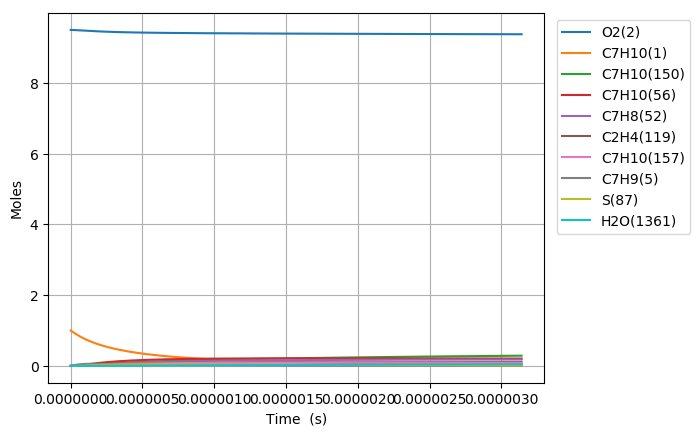 8
6
4
2
0
Moles
0.0000000 0.0000005 0.0000010 0.0000015 0.0000020 0.0000025 0.0000030
Time (s)
O2(2)
C7H10(1)
C7H10(150)
C7H10(56)
C7H8(52)
C2H4(119)
C7H10(157)
C7H9(5)
S(87)
H2O(1361)